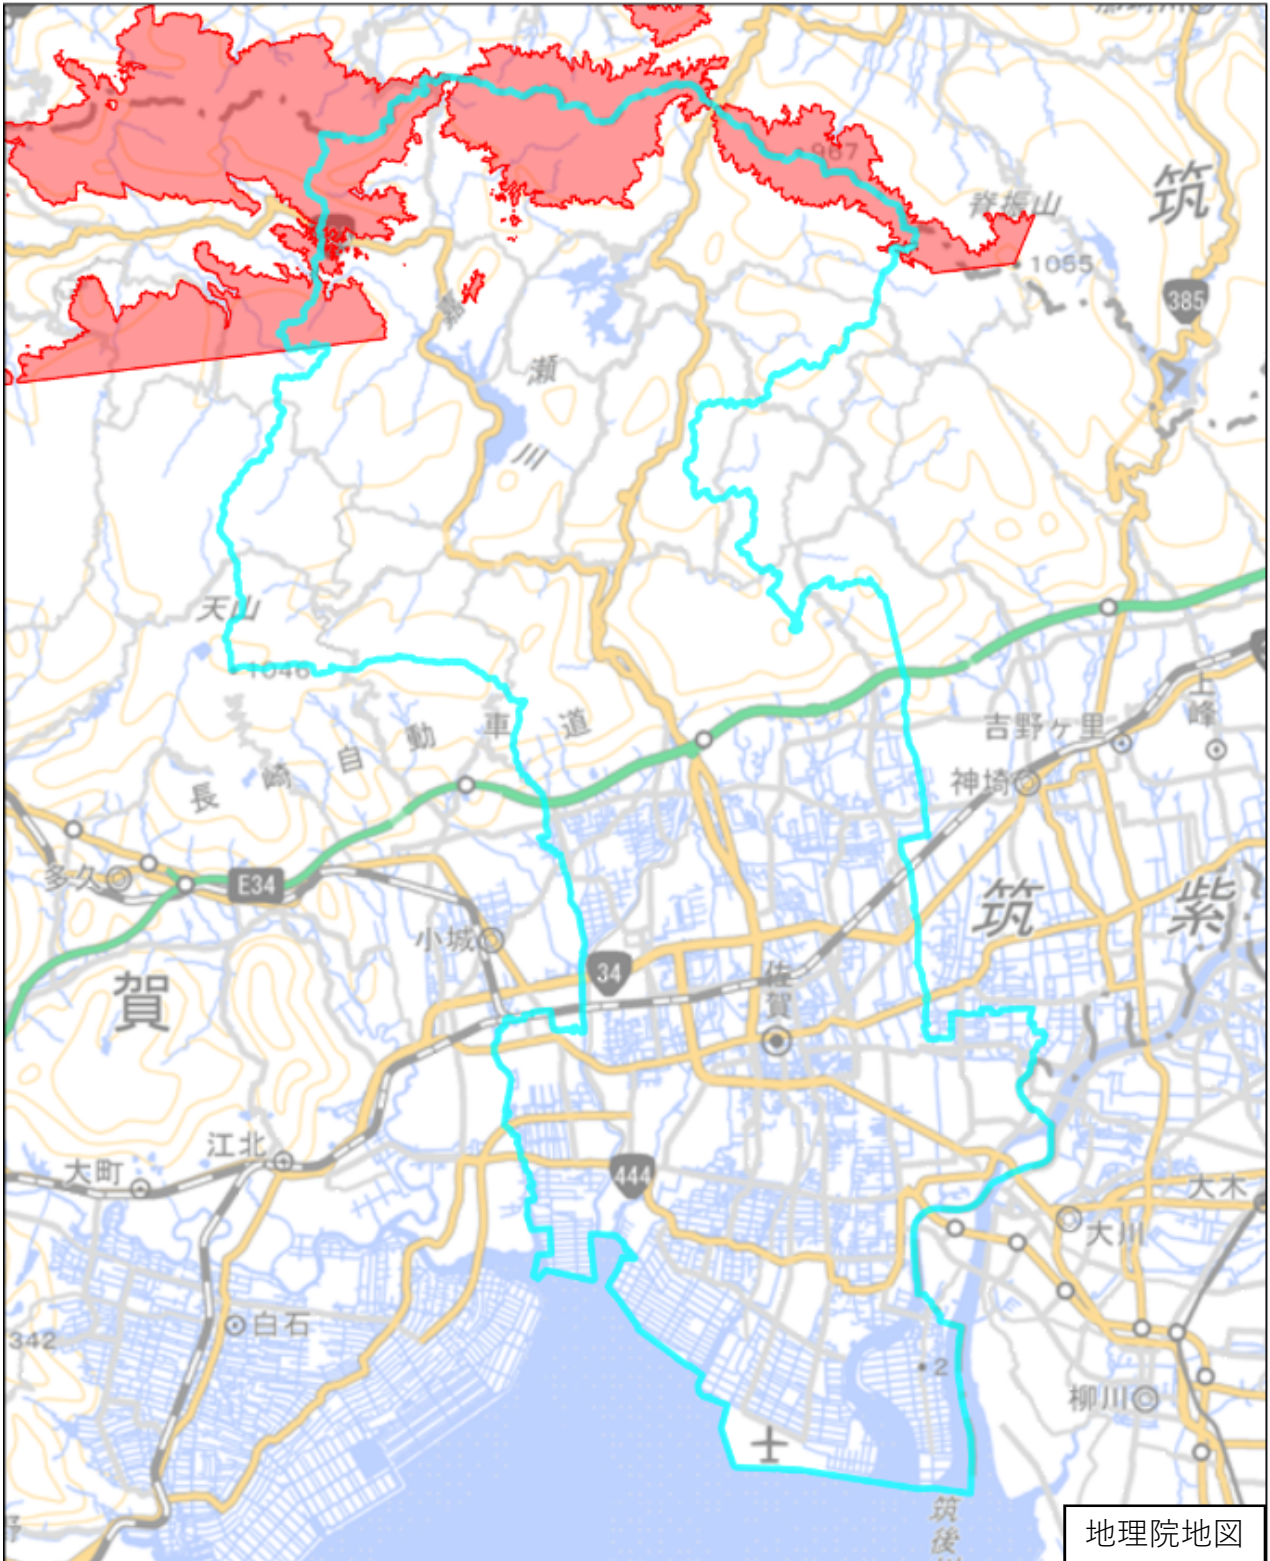 967
脊振山
1055
筑
385
嘉
瀬
川
天山
1046
長
崎
自
動
車
道
吉野ヶ里
上
峰
神埼
多久
E34
小城
34
佐
賀
筑
紫
賀
江北
大町
444
大木
大川
白石
342
2
柳川
士
筑
後
野
地理院地図